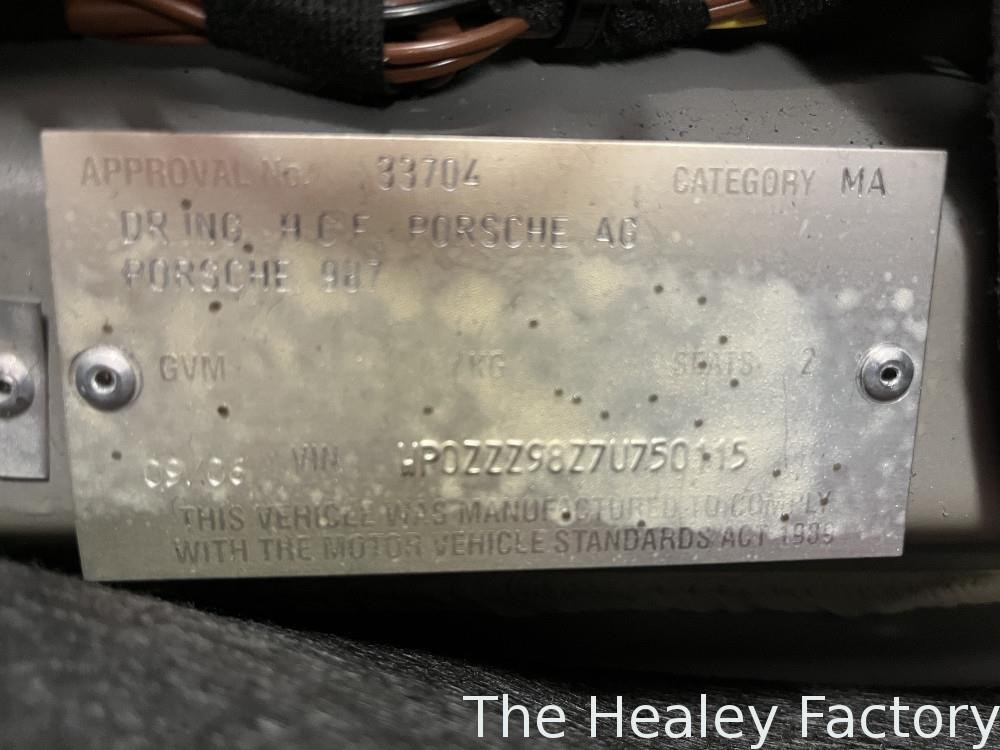 APPROVAL No. 33704 CATEGORY MA
DR ING. H C F PORSCHE AG
PORSCHE 987
GVM KG SEATS 2
09/06 VIN WP0ZZZ98Z7U750115
THIS VEHICLE WAS MANUFACTURED TO COMPLY
WITH THE MOTOR VEHICLE STANDARDS ACT 1989
The Healey Factory